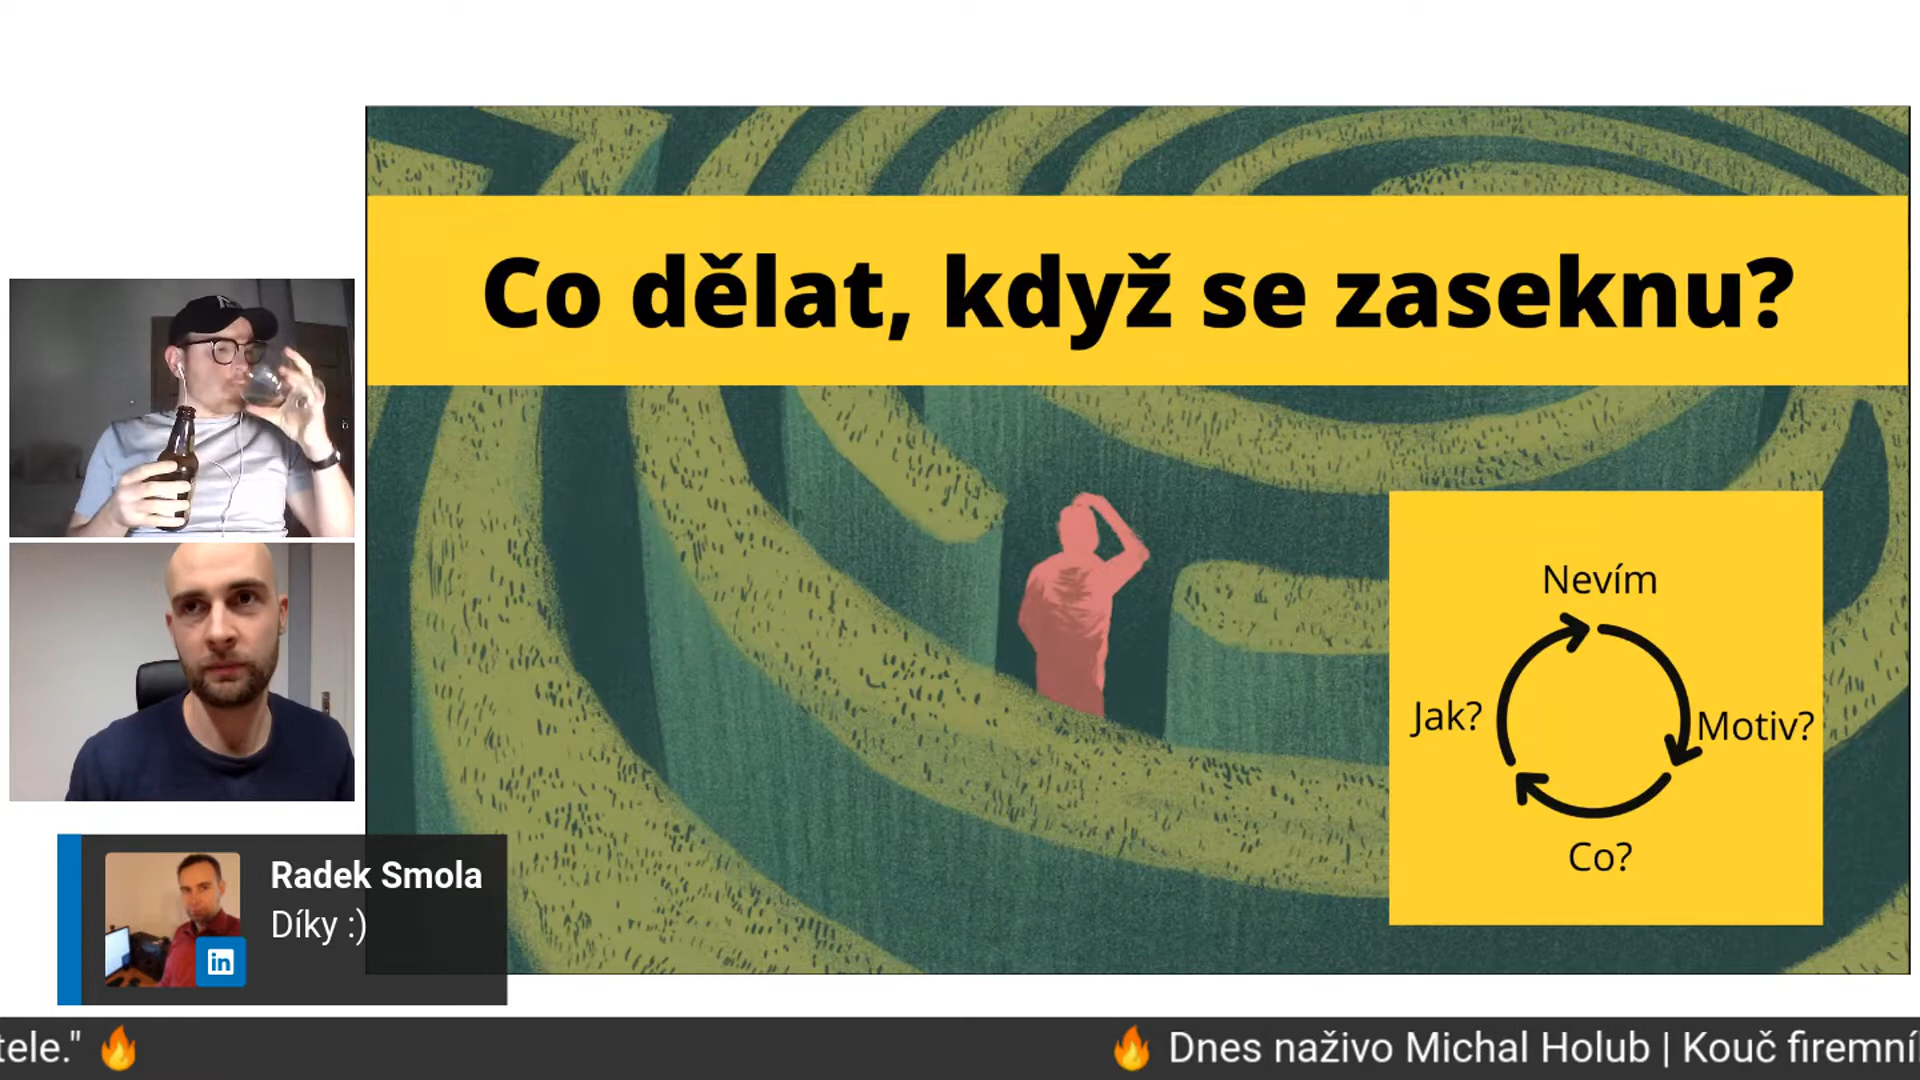 Co dělat, když se zaseknu?
Nevím
Jak?
Motiv?
Co?
Radek Smola
Díky :)
in
tele." 🔥
🔥 Dnes naživo Michal Holub | Kouč firemní